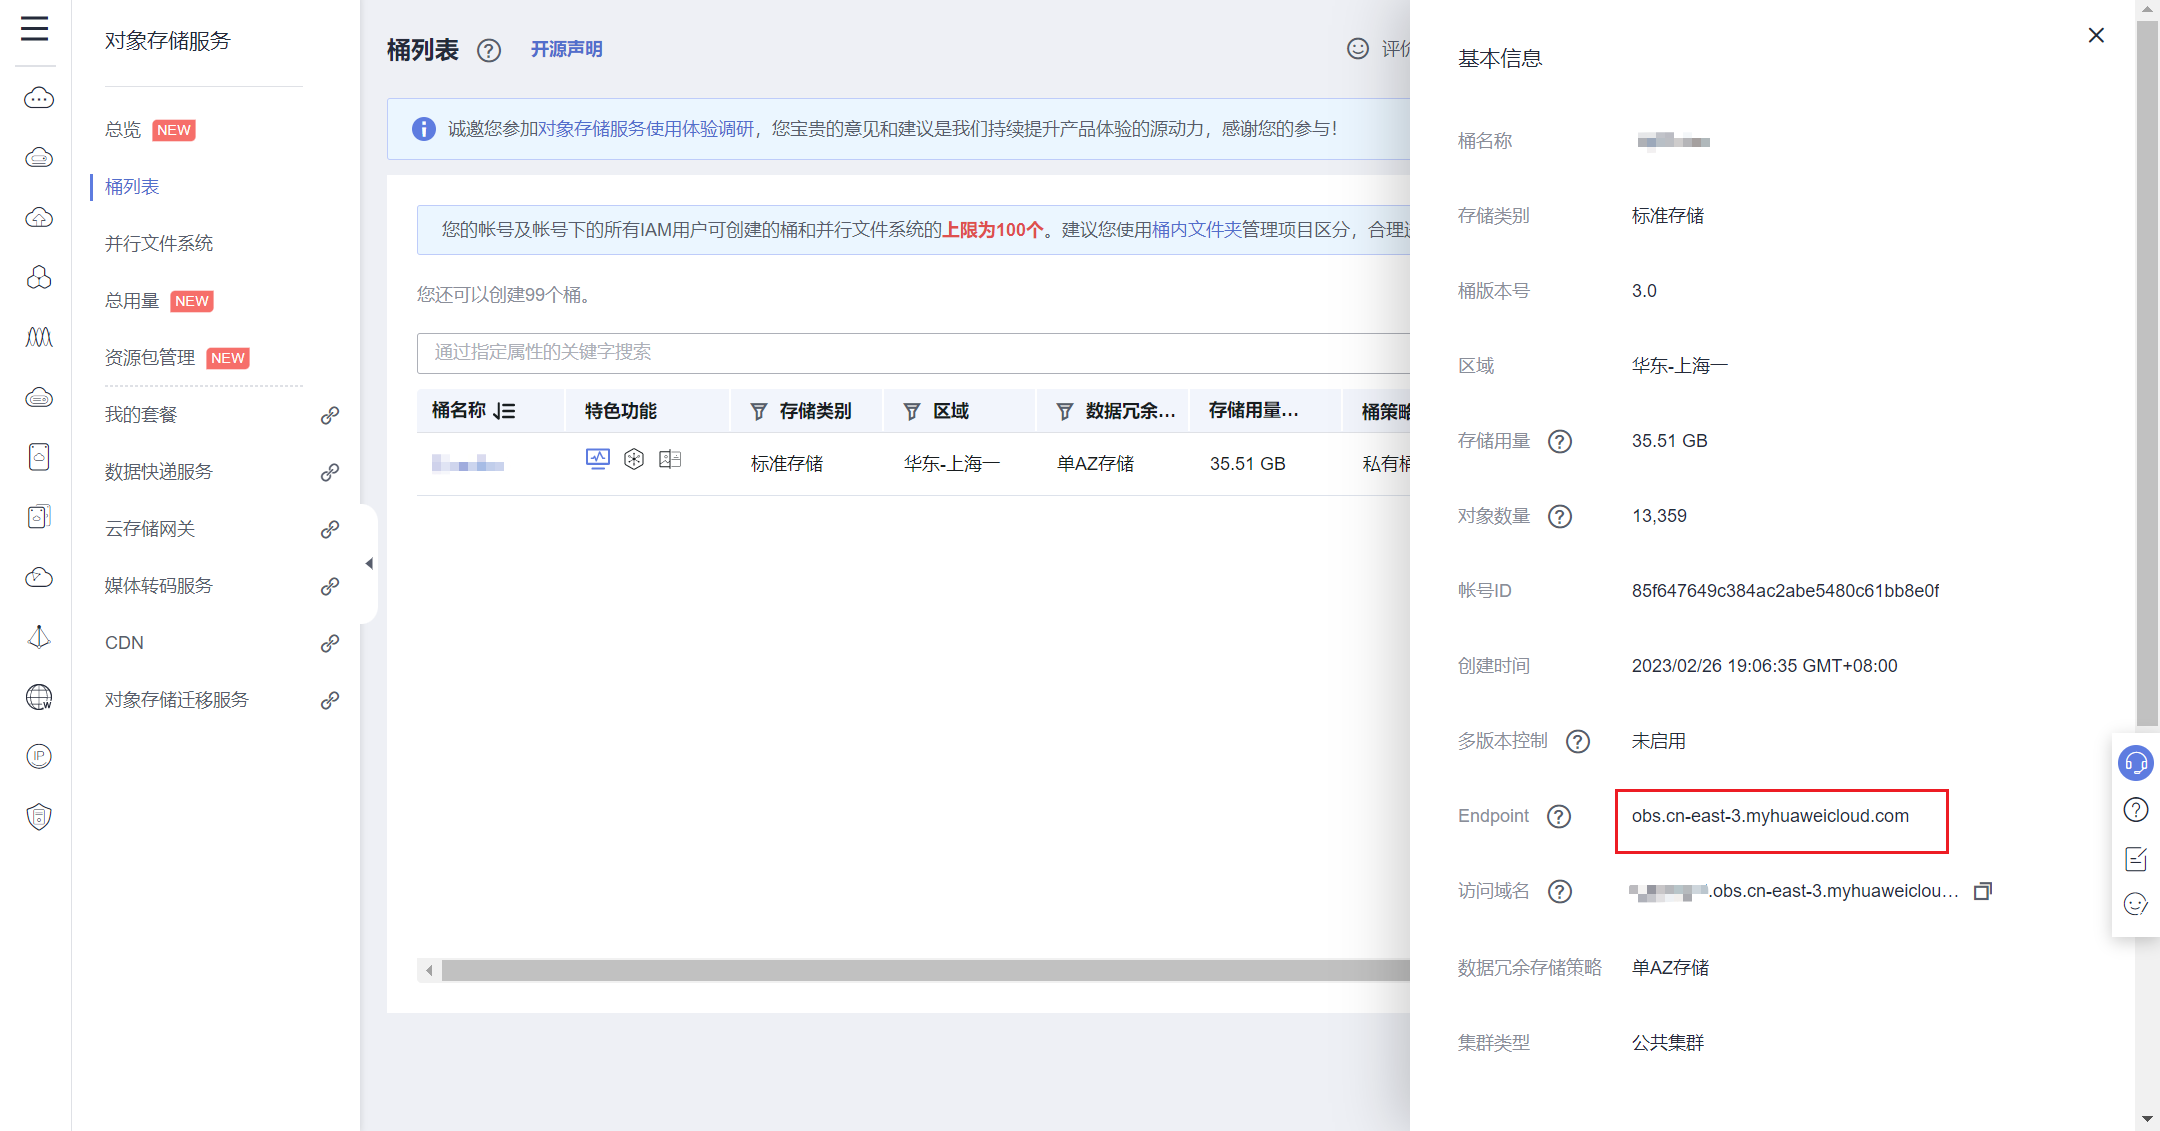 对象存储服务
总览 NEW
桶列表
并行文件系统
总用量 NEW
资源包管理 NEW
我的套餐
数据快递服务
云存储网关
媒体转码服务
CDN
对象存储迁移服务
W
IP
桶列表 ? 开源声明
诚邀您参加对象存储服务使用体验调研，您宝贵的意见和建议是我们持续提升产品体验的源动力，感谢您的参与！
您的帐号及帐号下的所有IAM用户可创建的桶和并行文件系统的上限为100个。建议您使用桶内文件夹管理项目区分，合理
您还可以创建99个桶。
通过指定属性的关键字搜索
桶名称 特色功能 存储类别 区域 数据冗余... 存储用量... 桶策略
标准存储 华东-上海一 单AZ存储 35.51 GB 私有桶
基本信息
桶名称
存储类别 标准存储
桶版本号 3.0
区域 华东-上海一
存储用量 ? 35.51 GB
对象数量 ? 13,359
帐号ID 85f647649c384ac2abe5480c61bb8e0f
创建时间 2023/02/26 19:06:35 GMT+08:00
多版本控制 ? 未启用
Endpoint ? obs.cn-east-3.myhuaweicloud.com
访问域名 ? .obs.cn-east-3.myhuaweiclou...
数据冗余存储策略 单AZ存储
集群类型 公共集群